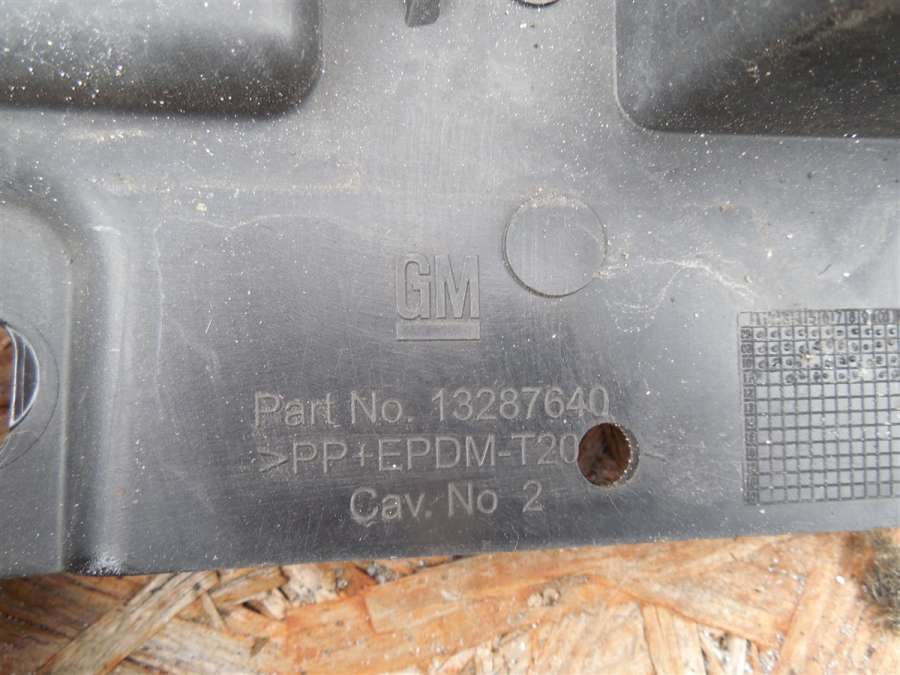 GM
Part No. 13287640
>PP+EPDM-T20
Cav. No 2